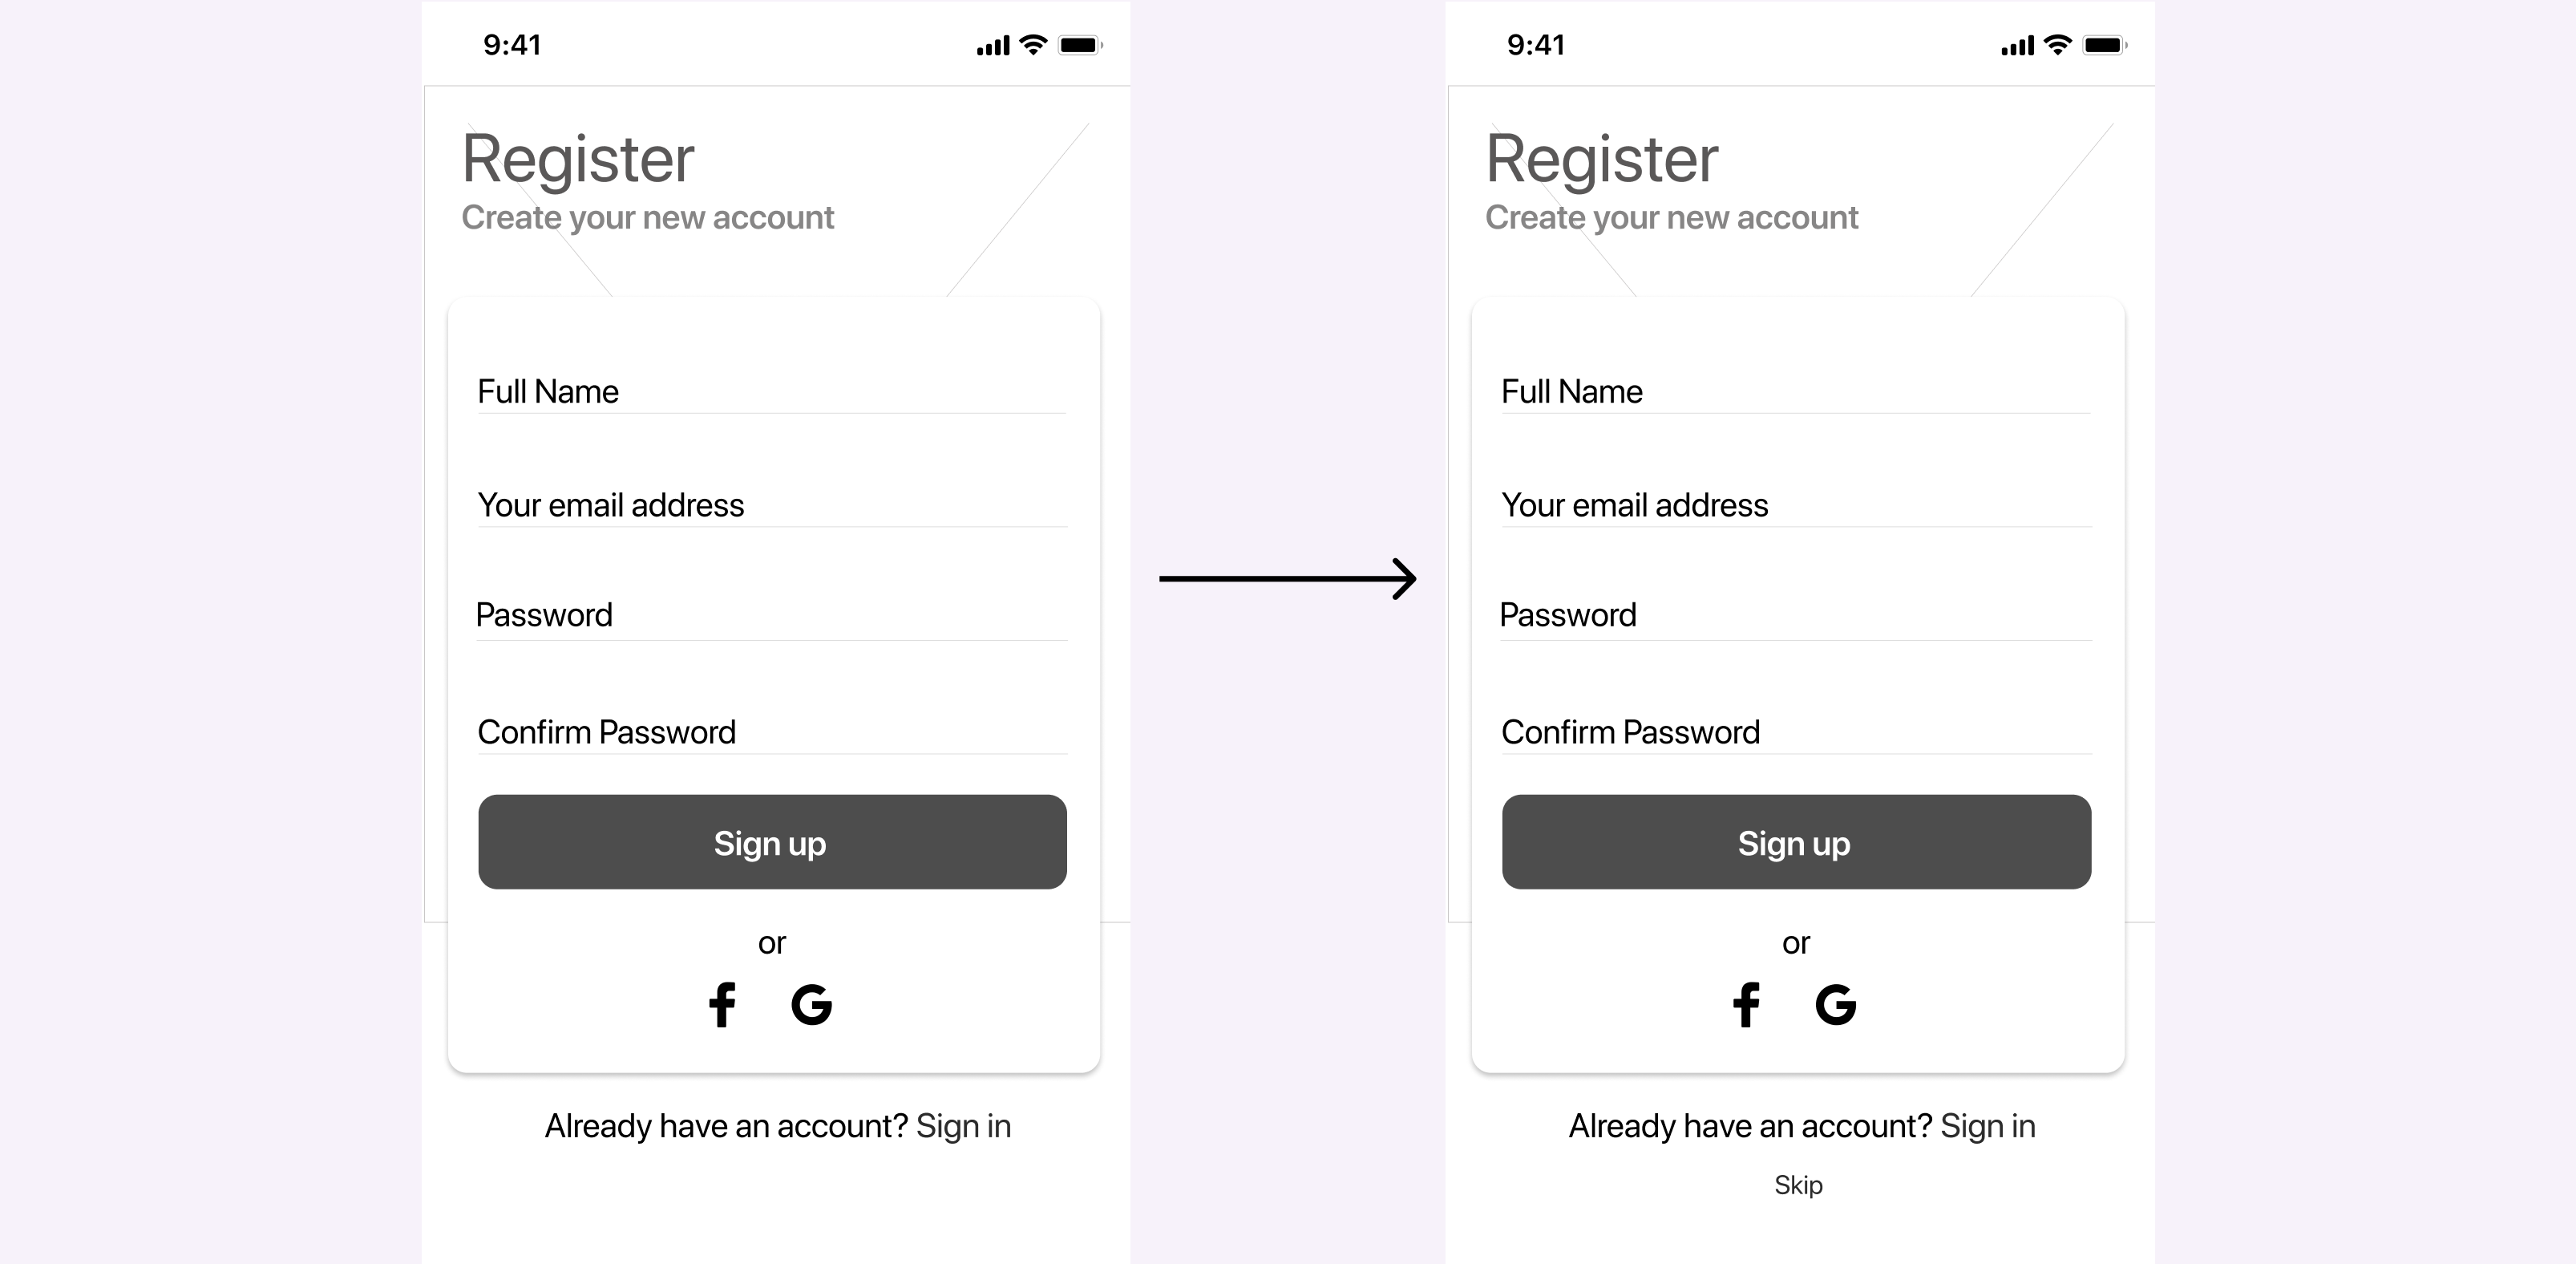 9:41
Register
Create your new account
Full Name
Your email address
Password
Confirm Password
Sign up
or
Already have an account? Sign in
9:41
Register
Create your new account
Full Name
Your email address
Password
Confirm Password
Sign up
or
Already have an account? Sign in
Skip